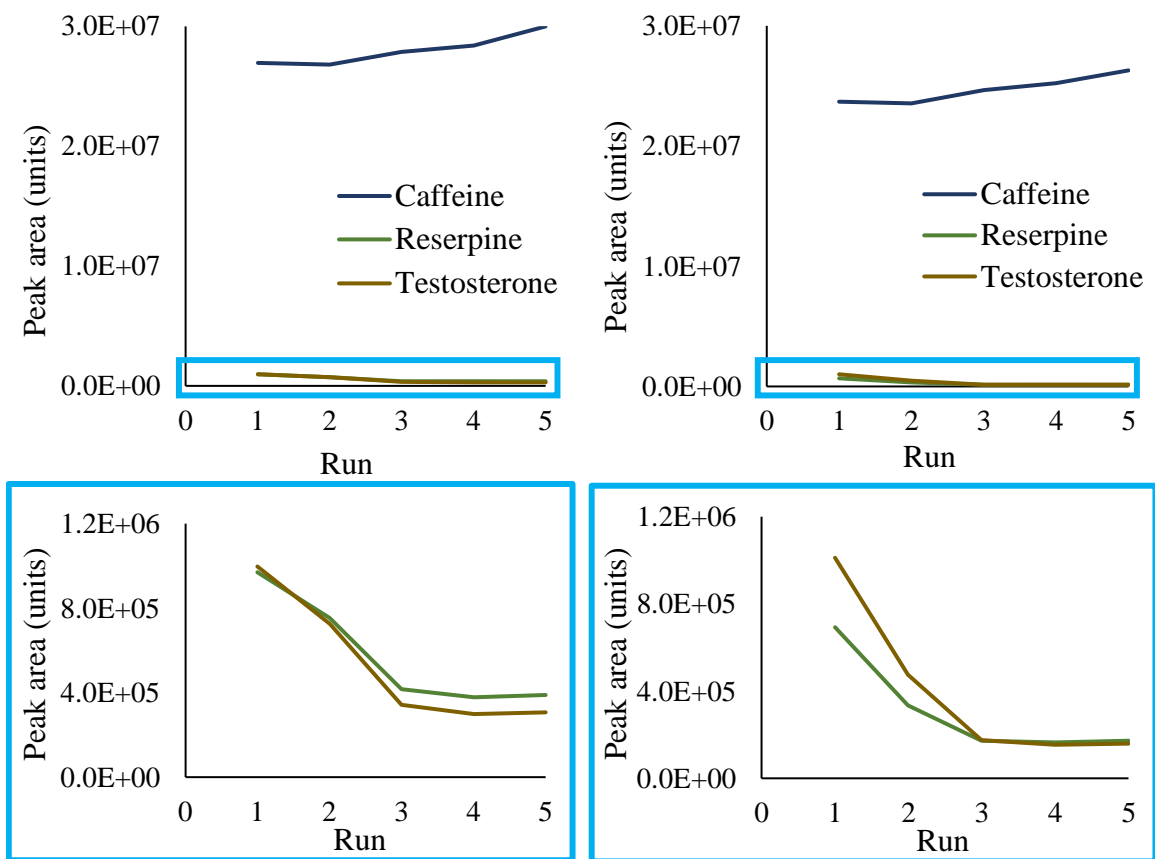 3.0E+07
2.0E+07
1.0E+07
0.0E+00
Peak area (units)
Caffeine
Reserpine
Testosterone
0 1 2 3 4 5
Run
3.0E+07
2.0E+07
1.0E+07
0.0E+00
Peak area (units)
Caffeine
Reserpine
Testosterone
0 1 2 3 4 5
Run
1.2E+06
8.0E+05
4.0E+05
0.0E+00
Peak area (units)
0 1 2 3 4 5
Run
1.2E+06
8.0E+05
4.0E+05
0.0E+00
Peak area (units)
0 1 2 3 4 5
Run